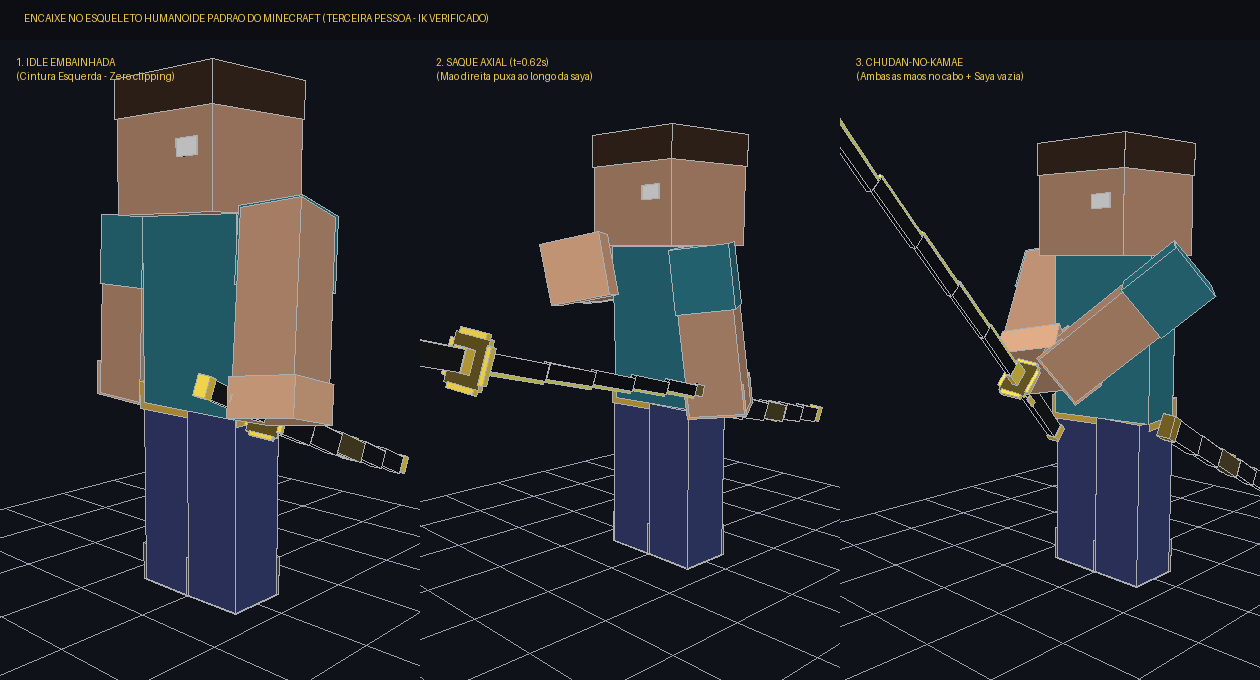 ENCAIXE NO ESQUELETO HUMANOIDE PADRAO DO MINECRAFT (TERCEIRA PESSOA - IK VERIFICADO)
1. IDLE EMBAINHADA
(Cintura Esquerda - Zero clipping)
2. SAQUE AXIAL (t=0.62s)
(Mao direita puxa ao longo da saya)
3. CHUDAN-NO-KAMAE
(Ambas as maos no cabo + Saya vazia)